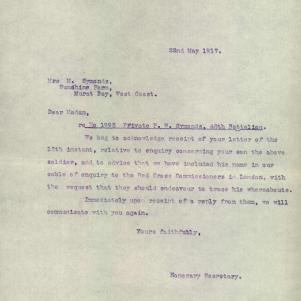 22nd May 1917.
Mrs M. Symonds,
Sunshine Farm,
Murat Bay, West Coast.
Dear Madam,
re No 1993 Private P. W. Symonds, 48th Battalion.
We beg to acknowledge receipt of your letter of the
15th instant, relative to enquiry concerning your son the above
soldier, and to advise that we have included his name in our
cable of enquiry to the Red Cross Commissioners in London, with
the request that they should endeavour to trace his whereabouts.
Immediately upon receipt of a reply from them, we will
communicate with you again.
Yours faithfully,
Honorary Secretary.